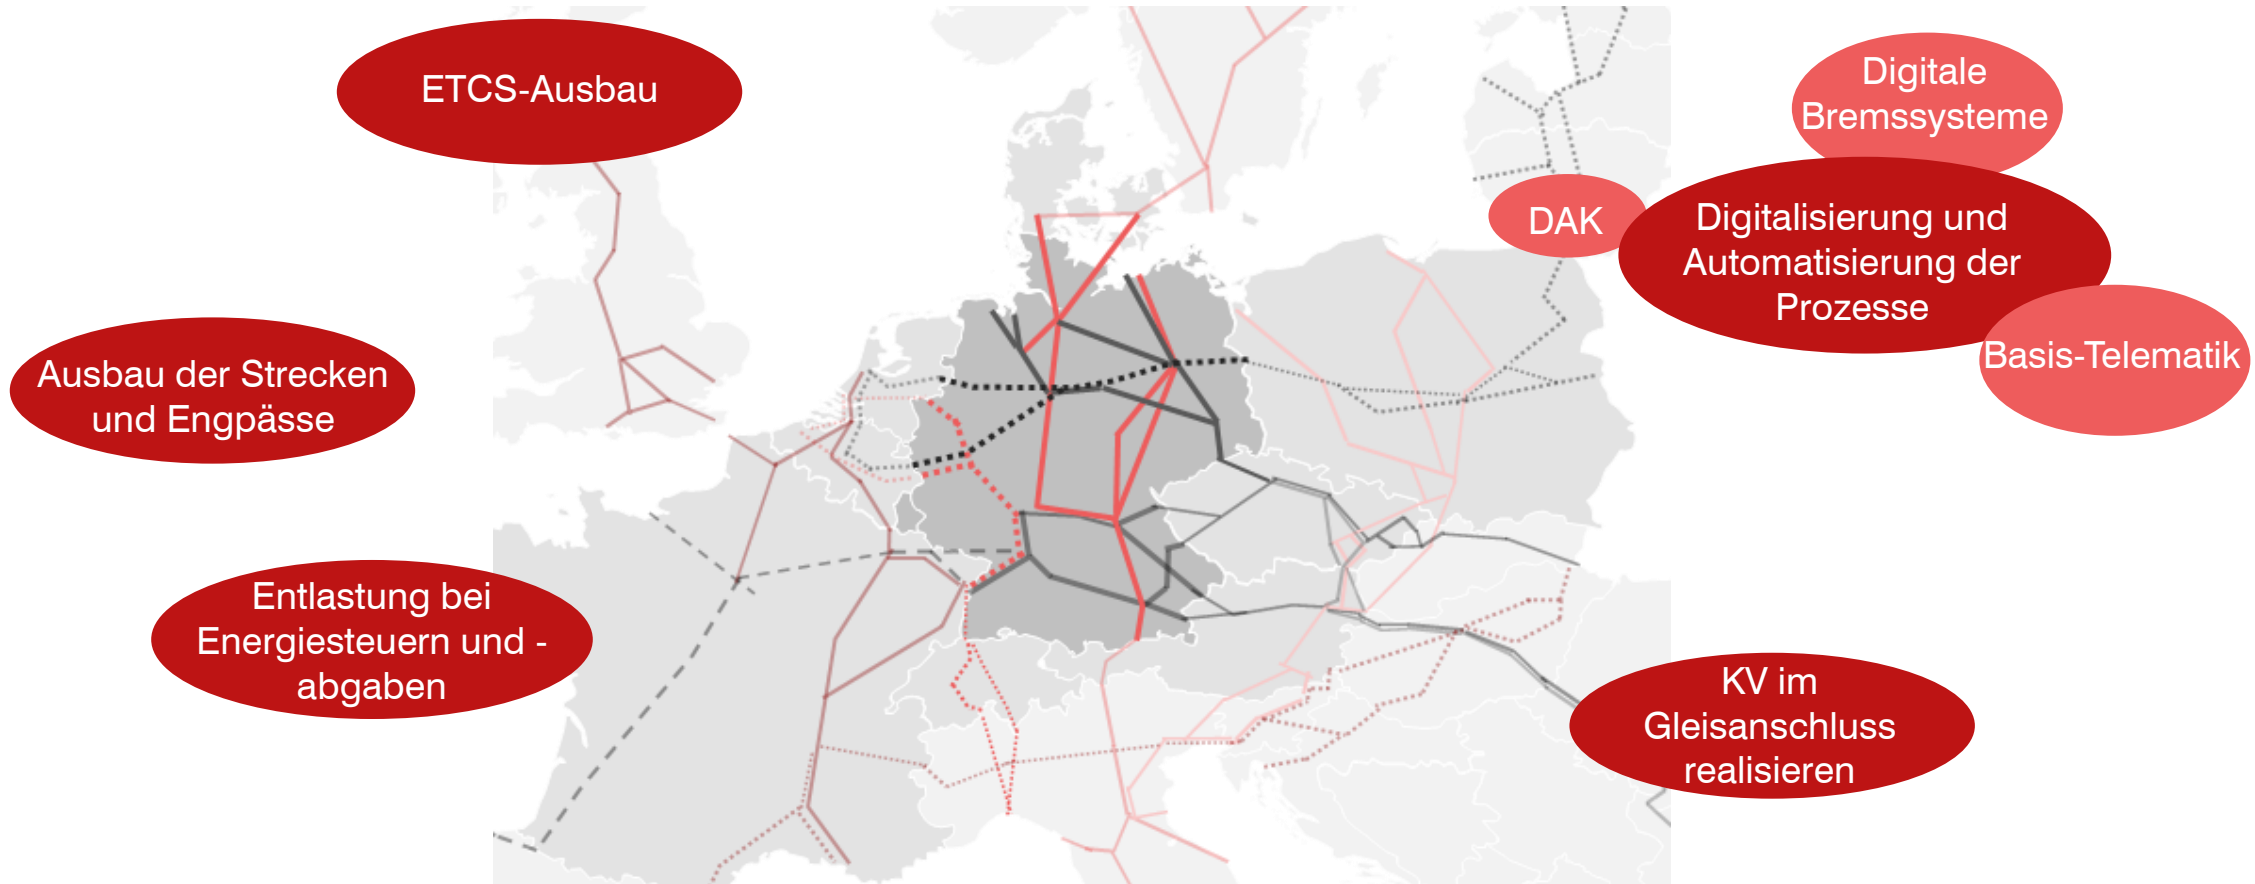 ETCS-Ausbau
Ausbau der Strecken
und Engpässe
Entlastung bei
Energiesteuern und -
abgaben
Digitale
Bremssysteme
DAK
Digitalisierung und
Automatisierung der
Prozesse
Basis-Telematik
KV im
Gleisanschluss
realisieren